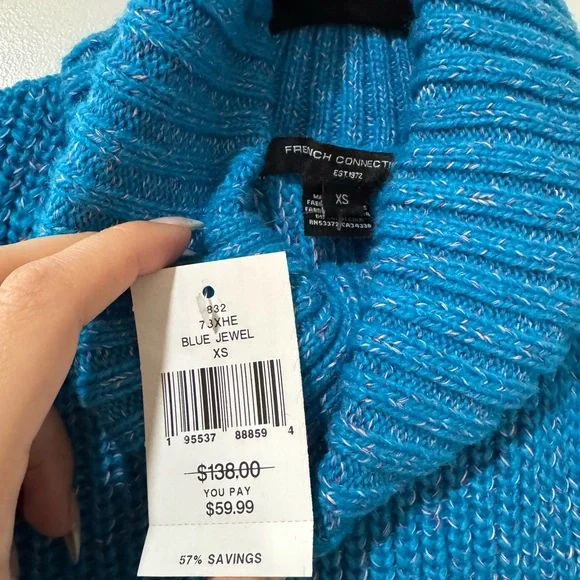 FRENCH CONNECTI
EST.1972
XS
832
73XHE
BLUE JEWEL
XS
1 95537 88859 4
$138.00
YOU PAY
$59.99
57% SAVINGS